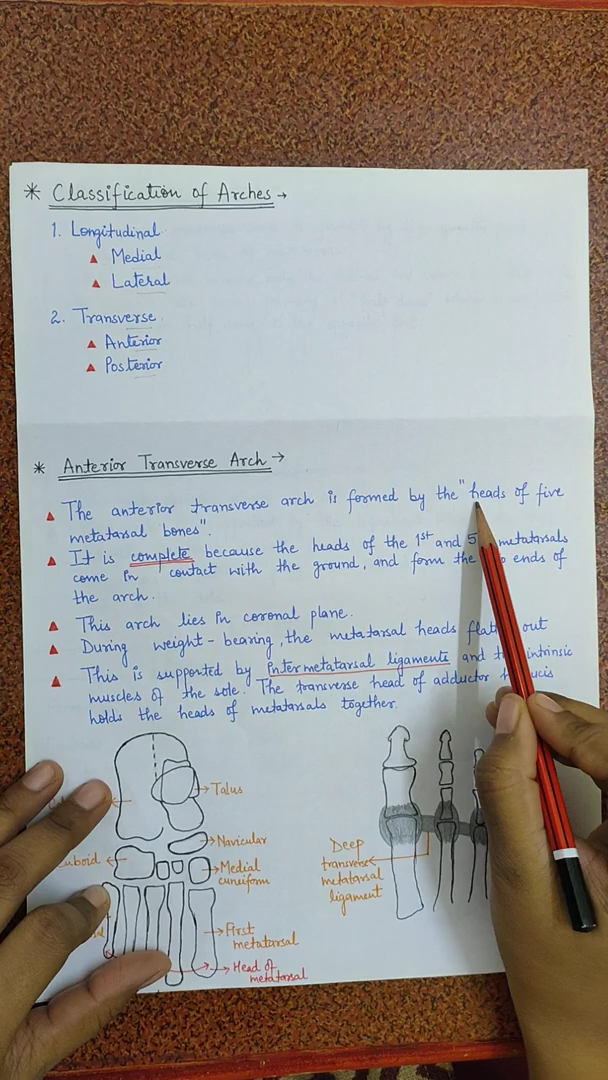 * Classification of Arches →
1. Longitudinal
▲ Medial
▲ Lateral
2. Transverse
▲ Anterior
▲ Posterior
* Anterior Transverse Arch →
▲ The anterior transverse arch is formed by the "heads of five
metatarsal bones".
▲ It is complete because the heads of the 1st and metatarsals
come in contact with the ground, and form the ends of
the arch.
▲ This arch lies in coronal plane.
▲ During weight-bearing, the metatarsal heads out
▲ This is supported by intermetatarsal ligaments and intrinsic
muscles of the sole. The transverse head of adductor
holds the heads of metatarsals together.
Talus
Navicular
Medial
cuneiform
First
metatarsal
Head of
metatarsal
Deep
transverse
metatarsal
ligament